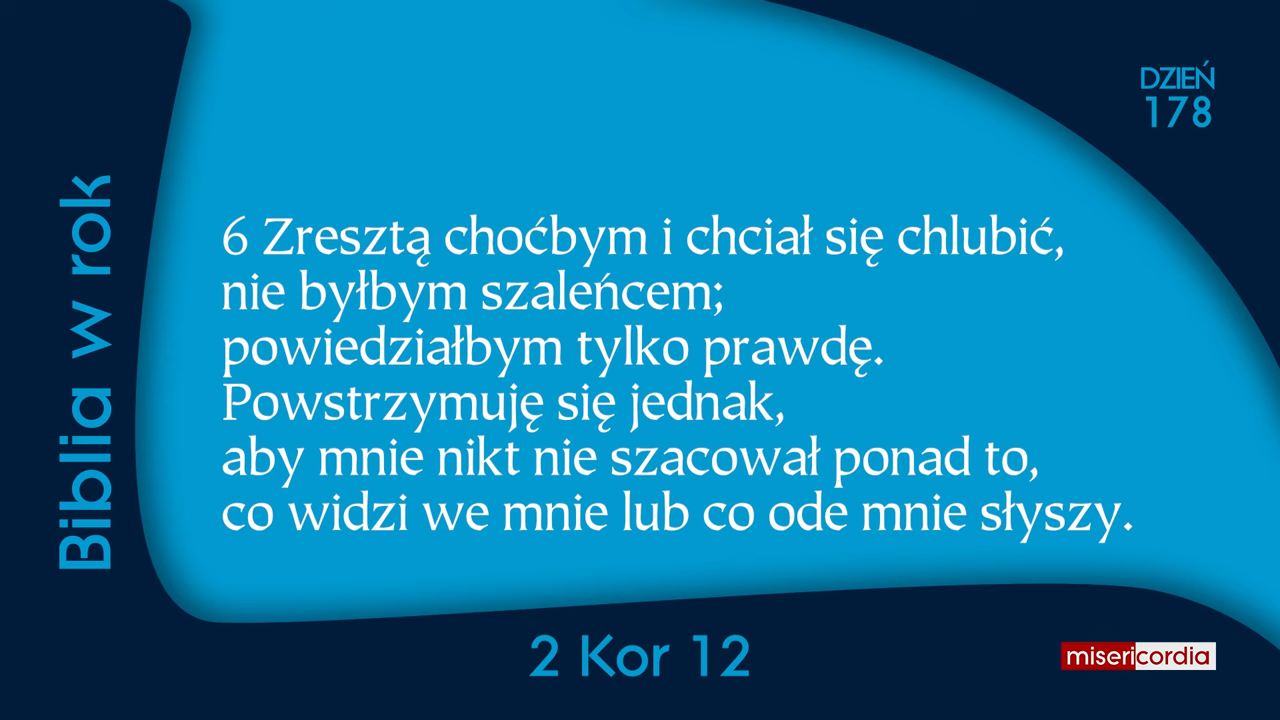 DZIEŃ
178
Biblia w rok
6 Zresztą choćbym i chciał się chlubić,
nie byłbym szaleńcem;
powiedziałbym tylko prawdę.
Powstrzymuję się jednak,
aby mnie nikt nie szacował ponad to,
co widzi we mnie lub co ode mnie słyszy.
2 Kor 12
misericordia